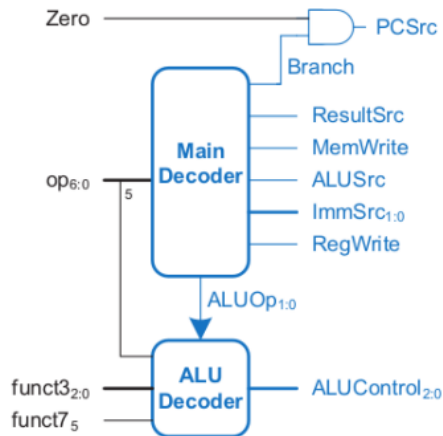 Zero
PCSrc
Branch
ResultSrc
Main
Decoder
MemWrite
op6:0
5
ALUSrc
ImmSrc1:0
RegWrite
ALUOp1:0
funct32:0
ALU
Decoder
ALUControl2:0
funct75